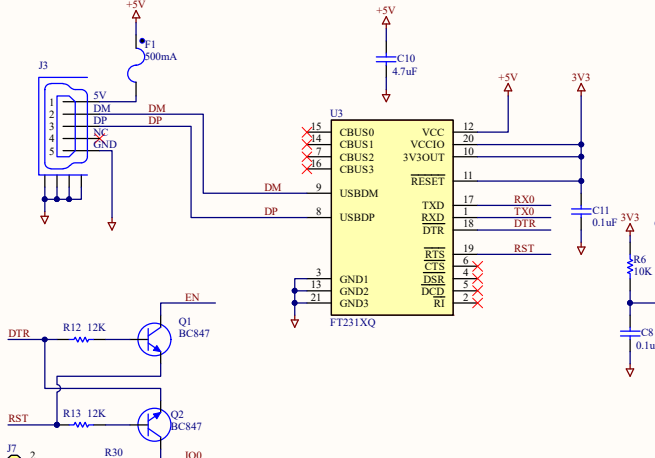 +5V
F1
500mA
J3
1 5V
2 DM DM
3 DP DP
4 NC
5 GND
+5V
C10
4.7uF
+5V
3V3
U3
15 CBUS0
14 CBUS1
7 CBUS2
16 CBUS3
DM 9 USBDM
DP 8 USBDP
3 GND1
13 GND2
21 GND3
VCC 12
VCCIO 20
3V3OUT 10
RESET 11
TXD 17 RX0
RXD 1 TX0
DTR 18 DTR
RTS 19 RST
CTS 6
DSR 4
DCD 5
RI 2
FT231XQ
C11
0.1uF
3V3
R6
10K
C8
0.1u
EN
Q1
BC847
DTR R12 12K
Q2
BC847
RST R13 12K
J7
2
R30
IO0